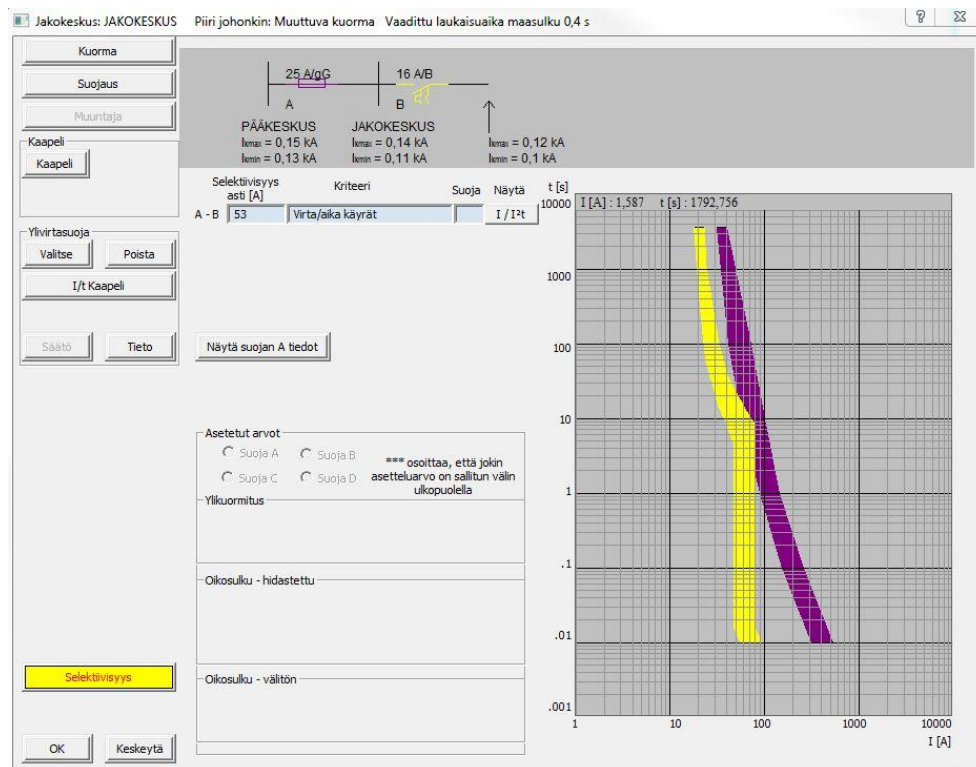 Jakokeskus: JAKOKESKUS Piiri johonkin: Muuttuva kuorma Vaadittu laukaisuaika maasulku 0,4 s
Kuorma
Suojaus
Muuntaja
Kaapeli
Kaapeli
25 A/gG 16 A/B
A B
PÄÄKESKUS JAKOKESKUS
Ikmax = 0,15 kA Ikmax = 0,14 kA Ikmax = 0,12 kA
Ikmin = 0,13 kA Ikmin = 0,11 kA Ikmin = 0,1 kA
Selektiivisyys asti [A] Kriteeri Suoja Näytä
A - B 53 Virta/aika käyrät I / I²t
Ylivirtasuoja
Valitse Poista
I/t Kaapeli
Säätö Tieto
Näytä suojan A tiedot
Asetetut arvot
Suoja A Suoja B
Suoja C Suoja D
*** osoittaa, että jokin
asetteluarvo on sallitun välin
ulkopuolella
Ylikuormitus
Oikosulku - hidastettu
Oikosulku - välitön
Selektiivisyys
OK Keskeytä
t [s]
I [A] : 1,587 t [s] : 1792,756
10000
1000
100
10
1
.1
.01
.001
1 10 100 1000 10000
I [A]